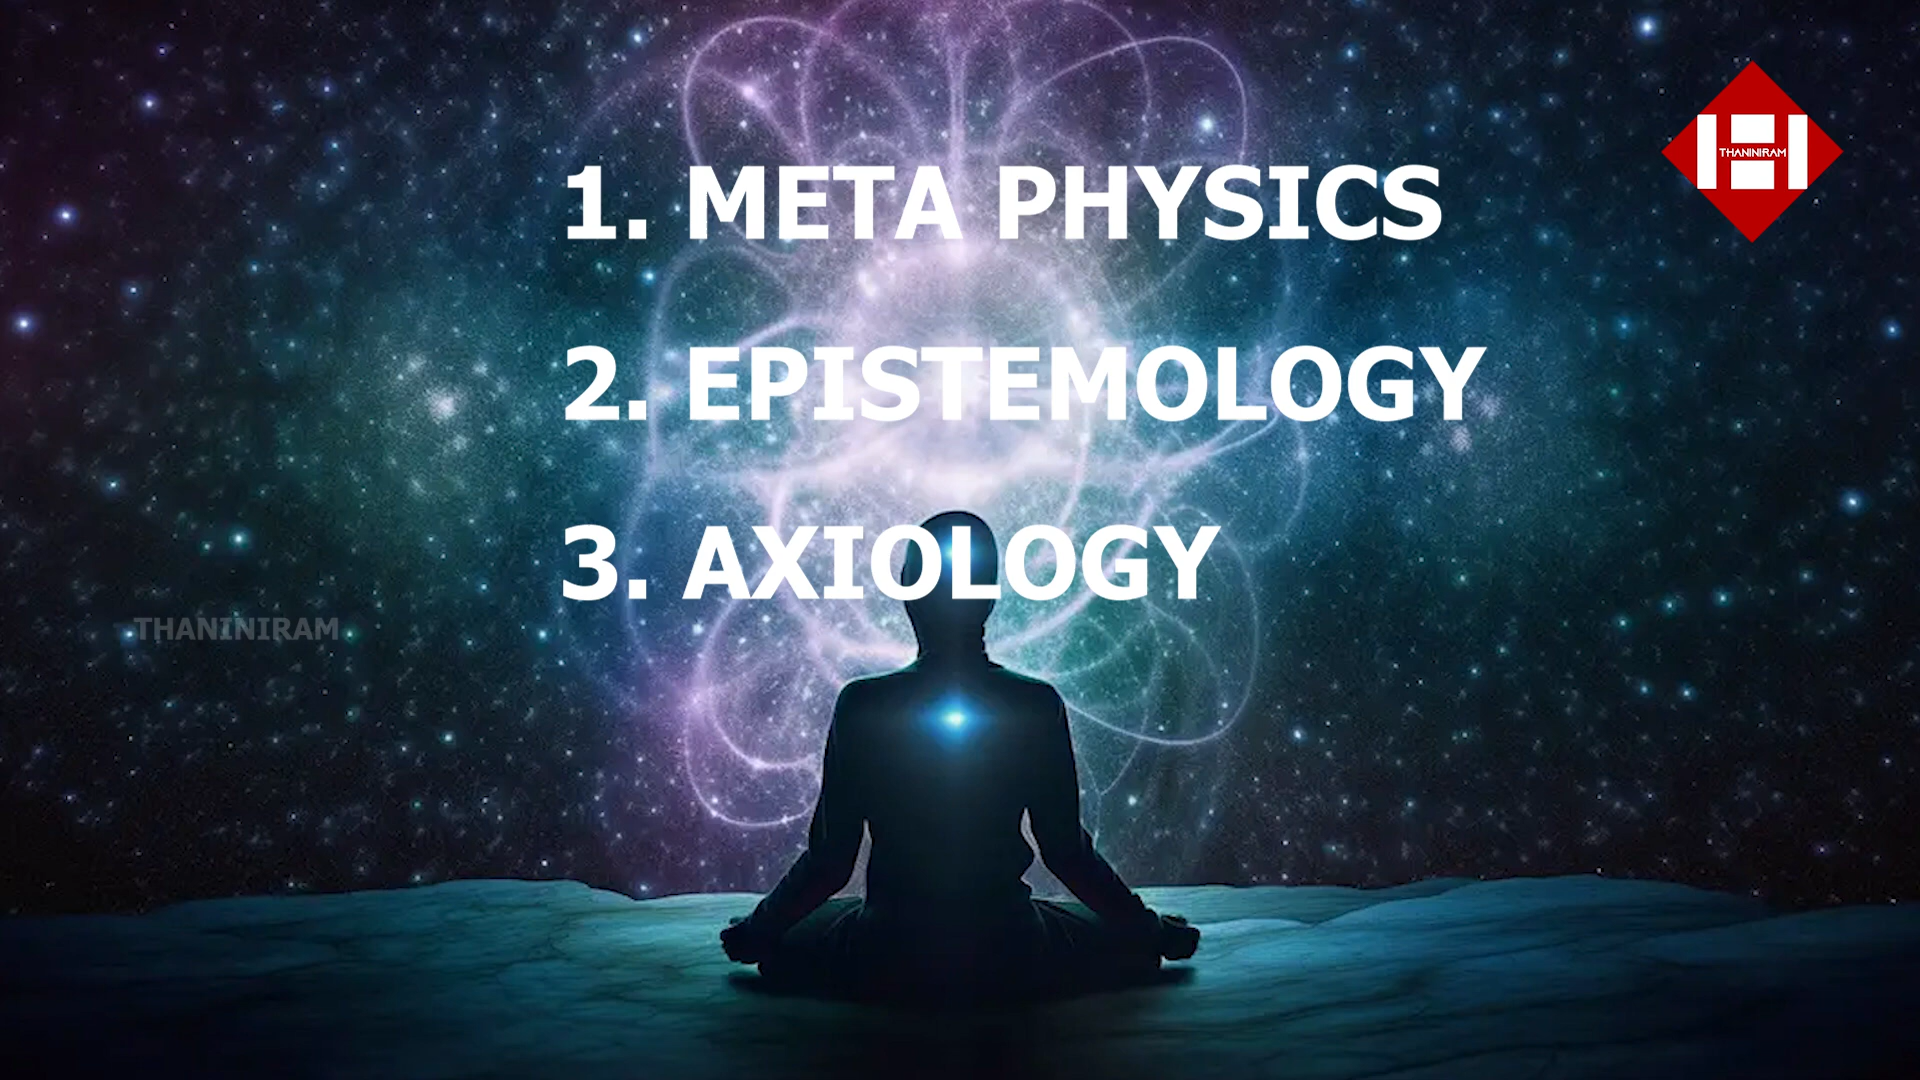 1. META PHYSICS
THANINIRAM
2. EPISTEMOLOGY
3. AXIOLOGY
THANINIRAM